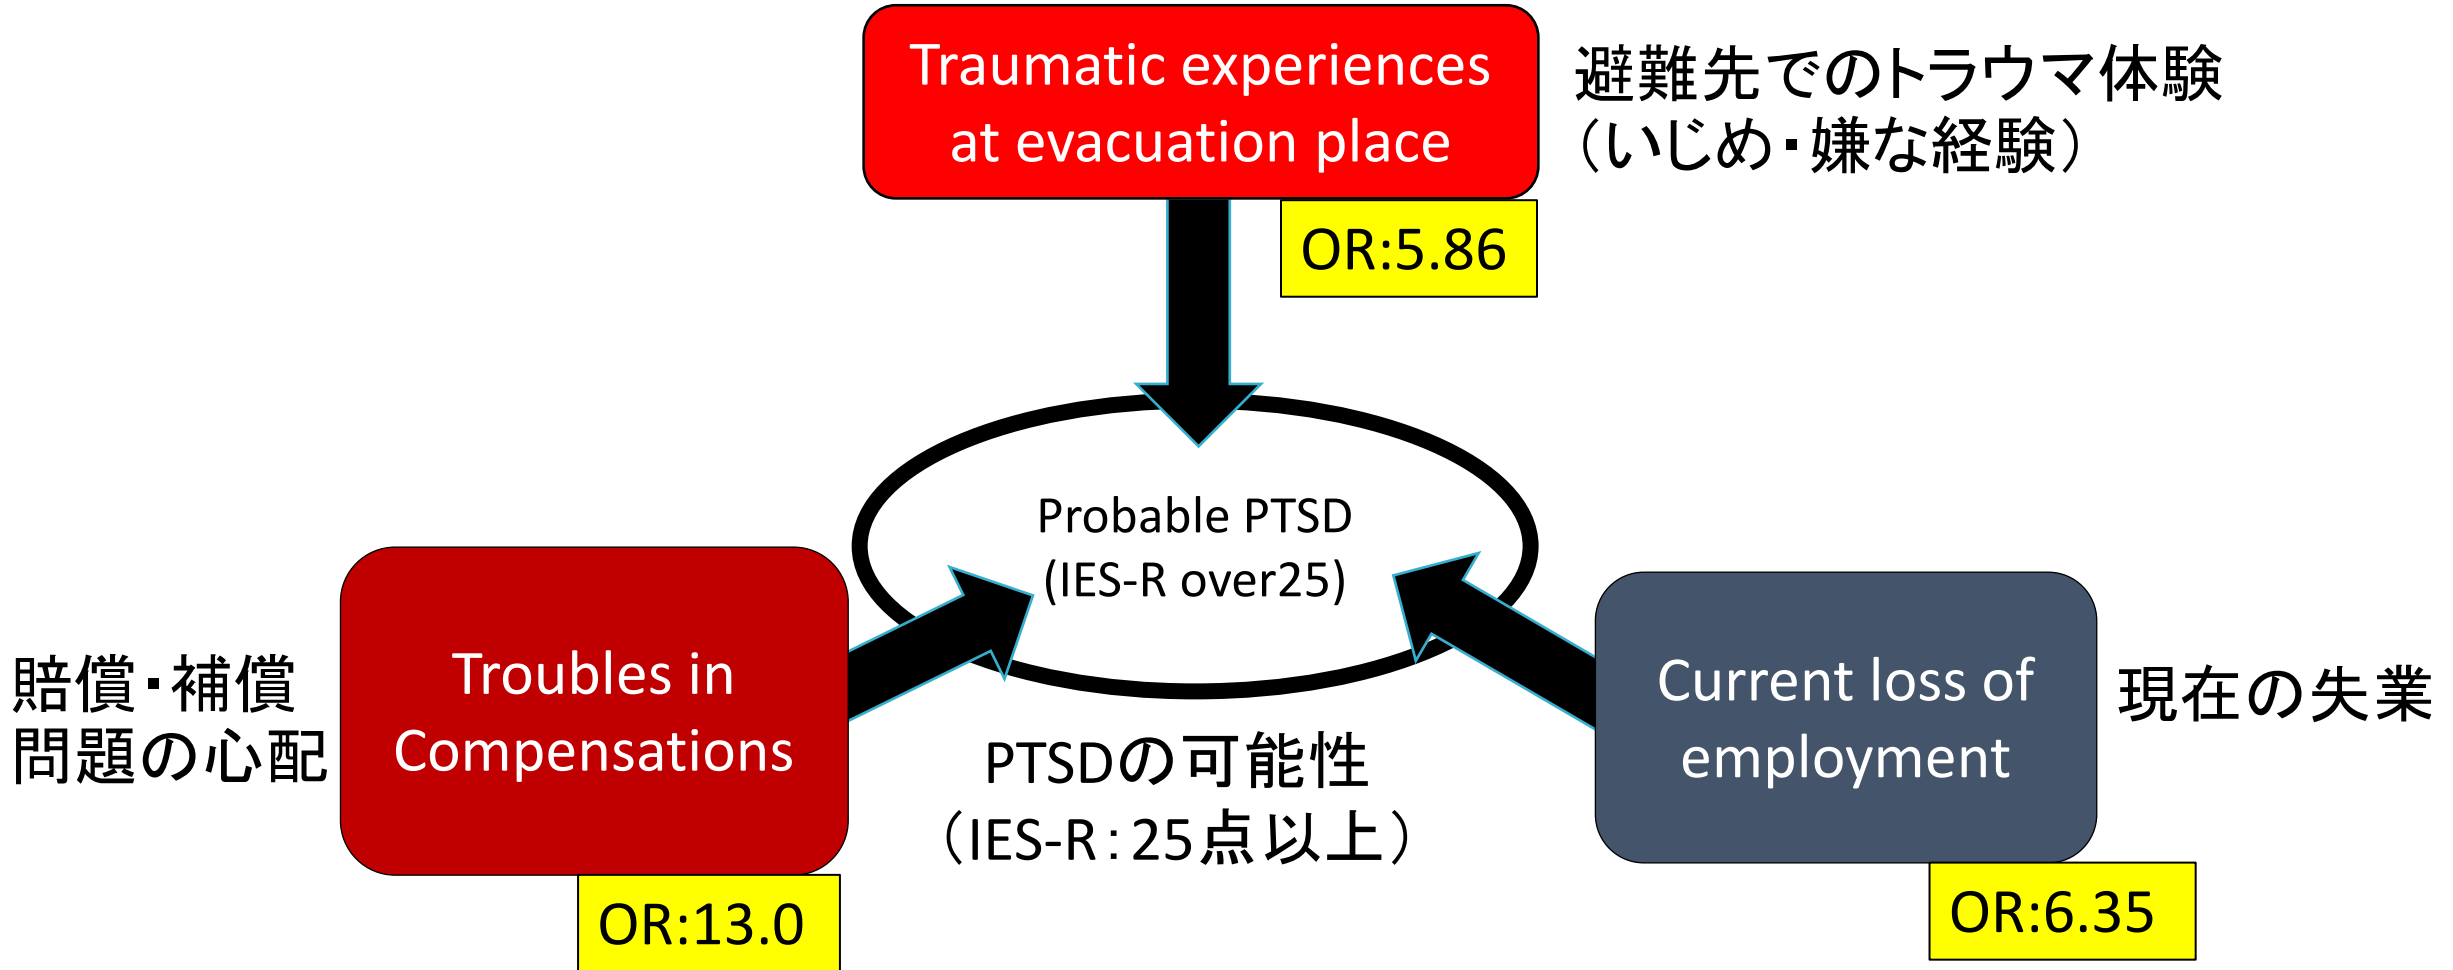 Traumatic experiences
at evacuation place
避難先でのトラウマ体験
（いじめ・嫌な経験）
OR:5.86
Probable PTSD
(IES-R over25)
賠償・補償
問題の心配
Troubles in
Compensations
OR:13.0
PTSDの可能性
（IES-R：25点以上）
Current loss of
employment
現在の失業
OR:6.35